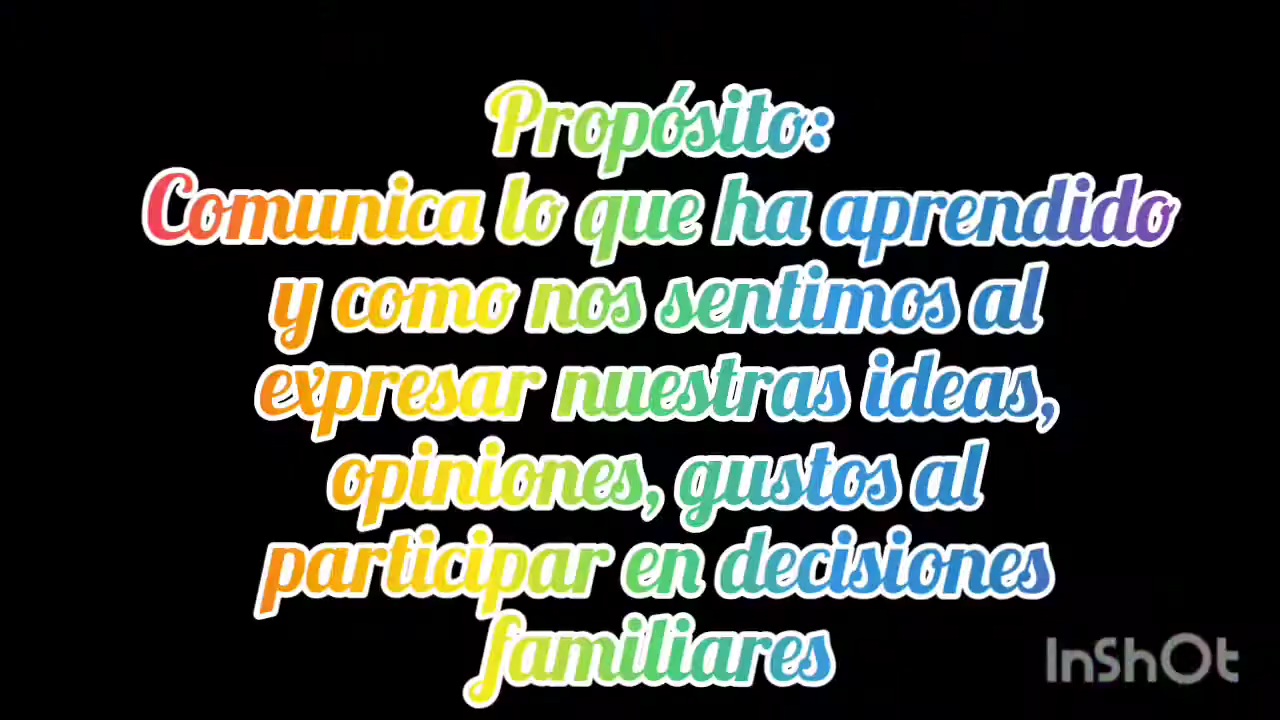 Propósito:
Comunica lo que ha aprendido
y como nos sentimos al
expresar nuestras ideas,
opiniones, gustos al
participar en decisiones
familiares
InShOt